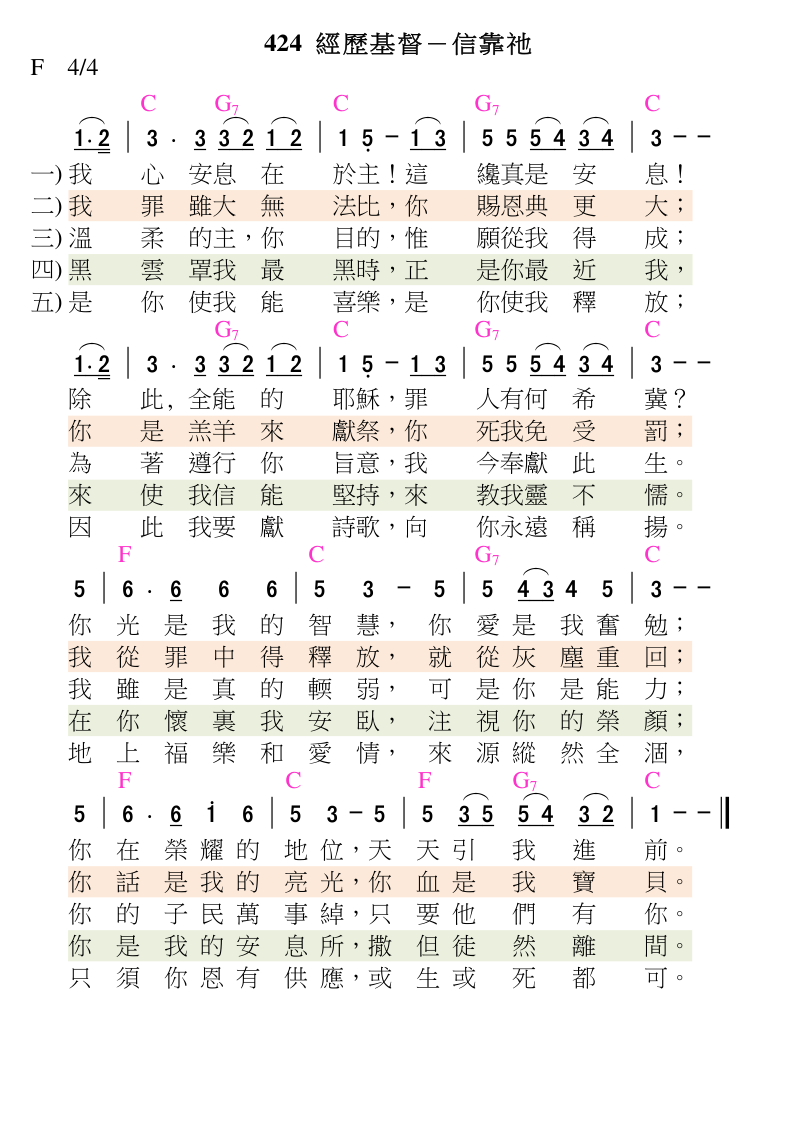 424 經歷基督－信靠祂
F 4/4
C G7 C G7 C
1· 2 | 3 · 3 3 2 1 2 | 1 5 - 1 3 | 5 5 5 4 3 4 | 3 - -
一) 我 心 安息 在 於主！這 纔真是 安 息！
二) 我 罪 雖大 無 法比，你 賜恩典 更 大；
三) 溫 柔 的主，你 目的，惟 願從我 得 成；
四) 黑 雲 罩我 最 黑時，正 是你最 近 我，
五) 是 你 使我 能 喜樂，是 你使我 釋 放；
G7 C G7 C
1· 2 | 3 · 3 3 2 1 2 | 1 5 - 1 3 | 5 5 5 4 3 4 | 3 - -
除 此，全能 的 耶穌，罪 人有何 希 冀？
你 是 羔羊 來 獻祭，你 死我免 受 罰；
為 著 遵行 你 旨意，我 今奉獻 此 生。
來 使 我信 能 堅持，來 教我靈 不 懦。
因 此 我要 獻 詩歌，向 你永遠 稱 揚。
F C G7 C
5 | 6 · 6 6 6 | 5 3 - 5 | 5 4 3 4 5 | 3 - -
你 光 是 我 的 智 慧， 你 愛 是 我 奮 勉；
我 從 罪 中 得 釋 放， 就 從 灰 塵 重 回；
我 雖 是 真 的 輭 弱， 可 是 你 是 能 力；
在 你 懷 裏 我 安 臥， 注 視 你 的 榮 顏；
地 上 福 樂 和 愛 情， 來 源 縱 然 全 涸，
F C F G7 C
5 | 6 · 6 1 6 | 5 3 - 5 | 5 3 5 5 4 3 2 | 1 - -
你 在 榮 耀 的 地 位，天 天 引 我 進 前。
你 話 是 我 的 亮 光，你 血 是 我 寶 貝。
你 的 子 民 萬 事 綽，只 要 他 們 有 你。
你 是 我 的 安 息 所，撒 但 徒 然 離 間。
只 須 你 恩 有 供 應，或 生 或 死 都 可。